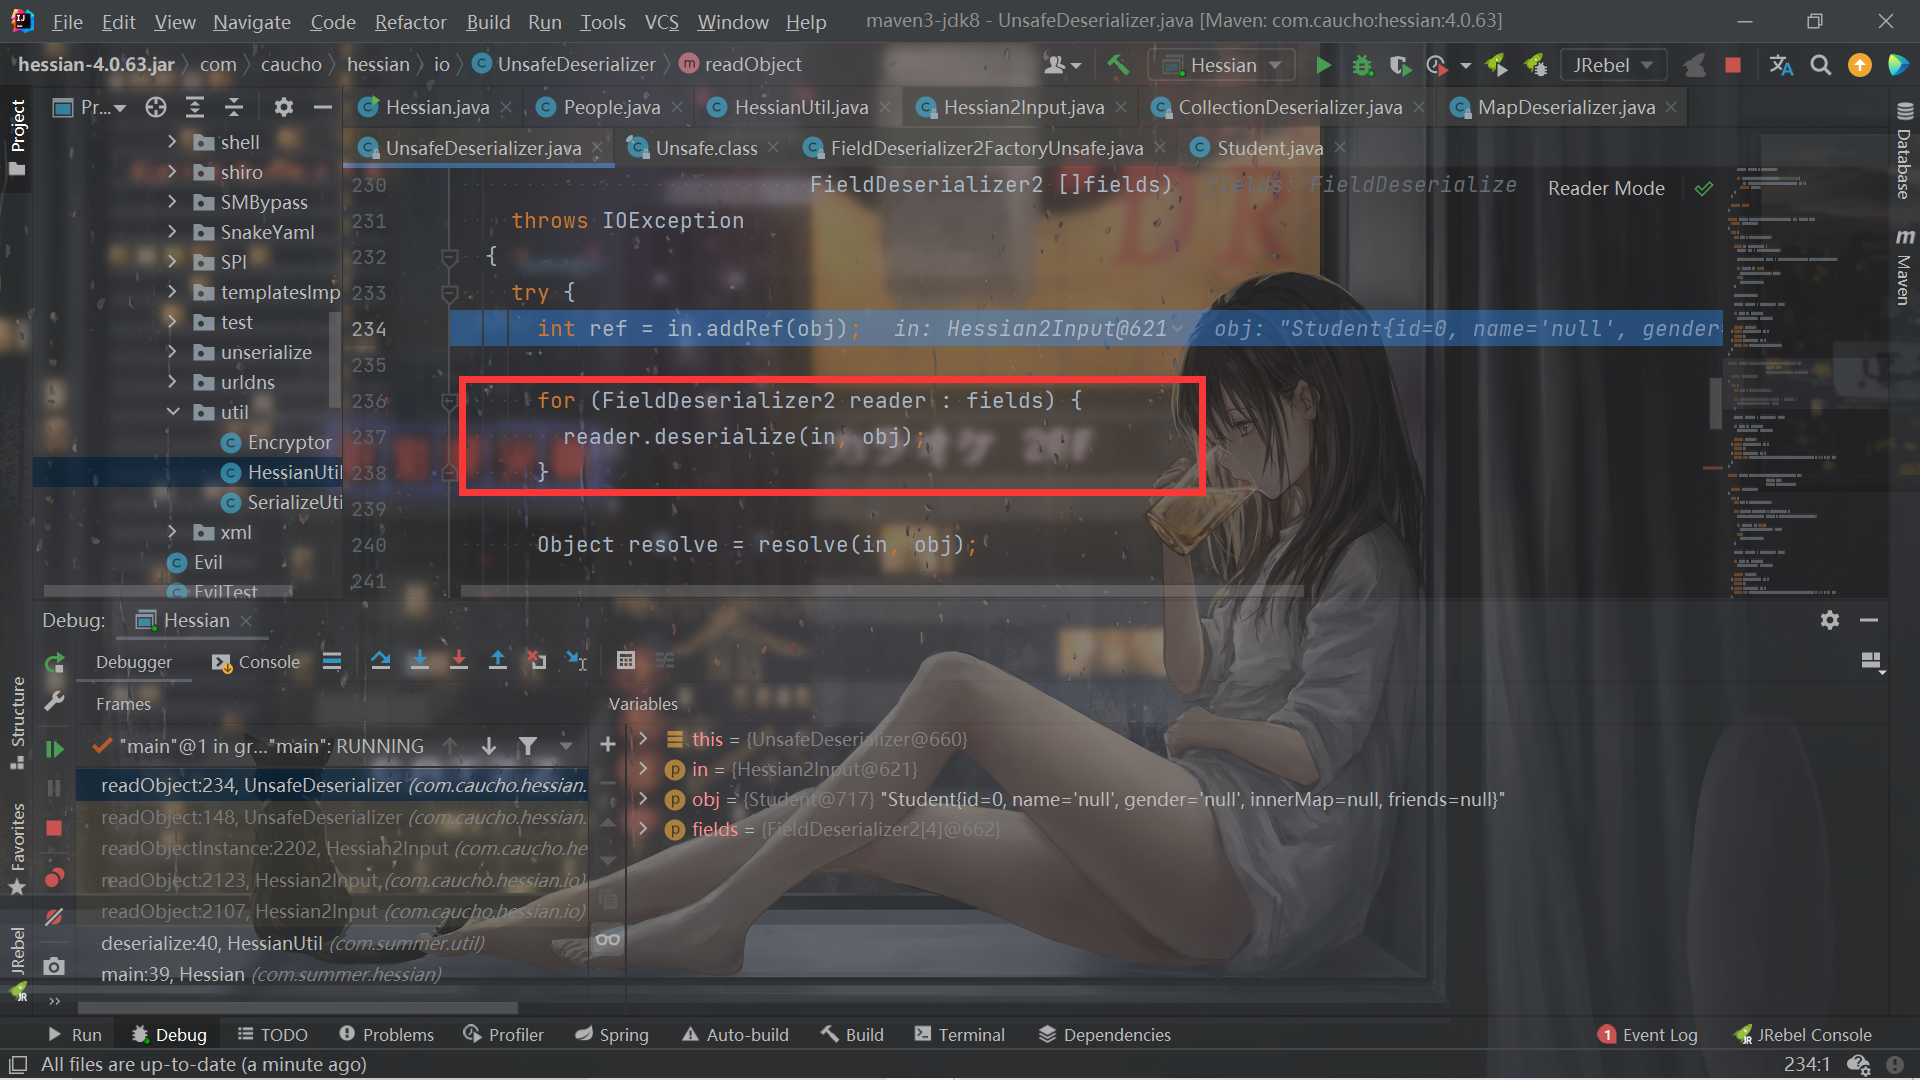 File Edit View Navigate Code Refactor Build Run Tools VCS Window Help maven3-jdk8 - UnsafeDeserializer.java [Maven: com.caucho:hessian:4.0.63]
hessian-4.0.63.jar com caucho hessian io UnsafeDeserializer readObject Hessian JRebel
Pr... Hessian.java People.java HessianUtil.java Hessian2Input.java CollectionDeserializer.java MapDeserializer.java
UnsafeDeserializer.java Unsafe.class FieldDeserializer2FactoryUnsafe.java Student.java
Project
shell
shiro
SMBypass
SnakeYaml
SPI
templatesImp
test
unserialize
urldns
util
Encryptor
HessianUtil
SerializeUti
xml
Evil
EvilTest
230 FieldDeserializer2 []fields) fields: FieldDeserialize
Reader Mode
231 throws IOException
232 {
233 try {
234 int ref = in.addRef(obj); in: Hessian2Input@621 obj: "Student{id=0, name='null', gender
235
236 for (FieldDeserializer2 reader : fields) {
237 reader.deserialize(in, obj);
238 }
239
240 Object resolve = resolve(in, obj);
241
Database
Maven
Debug: Hessian
Debugger Console
Frames
Variables
"main"@1 in gr..."main": RUNNING
readObject:234, UnsafeDeserializer (com.caucho.hessian.
readObject:148, UnsafeDeserializer (com.caucho.hessian.
readObjectInstance:2202, Hessian2Input (com.caucho.he
readObject:2123, Hessian2Input (com.caucho.hessian.io)
readObject:2107, Hessian2Input (com.caucho.hessian.io)
deserialize:40, HessianUtil (com.summer.util)
main:39, Hessian (com.summer.hessian)
this = {UnsafeDeserializer@660}
in = {Hessian2Input@621}
obj = {Student@717} "Student{id=0, name='null', gender='null', innerMap=null, friends=null}"
fields = {FieldDeserializer2[4]@662}
Structure
Favorites
JRebel
Run Debug TODO Problems Profiler Spring Auto-build Build Terminal Dependencies 1 Event Log JRebel Console
All files are up-to-date (a minute ago) 234:1